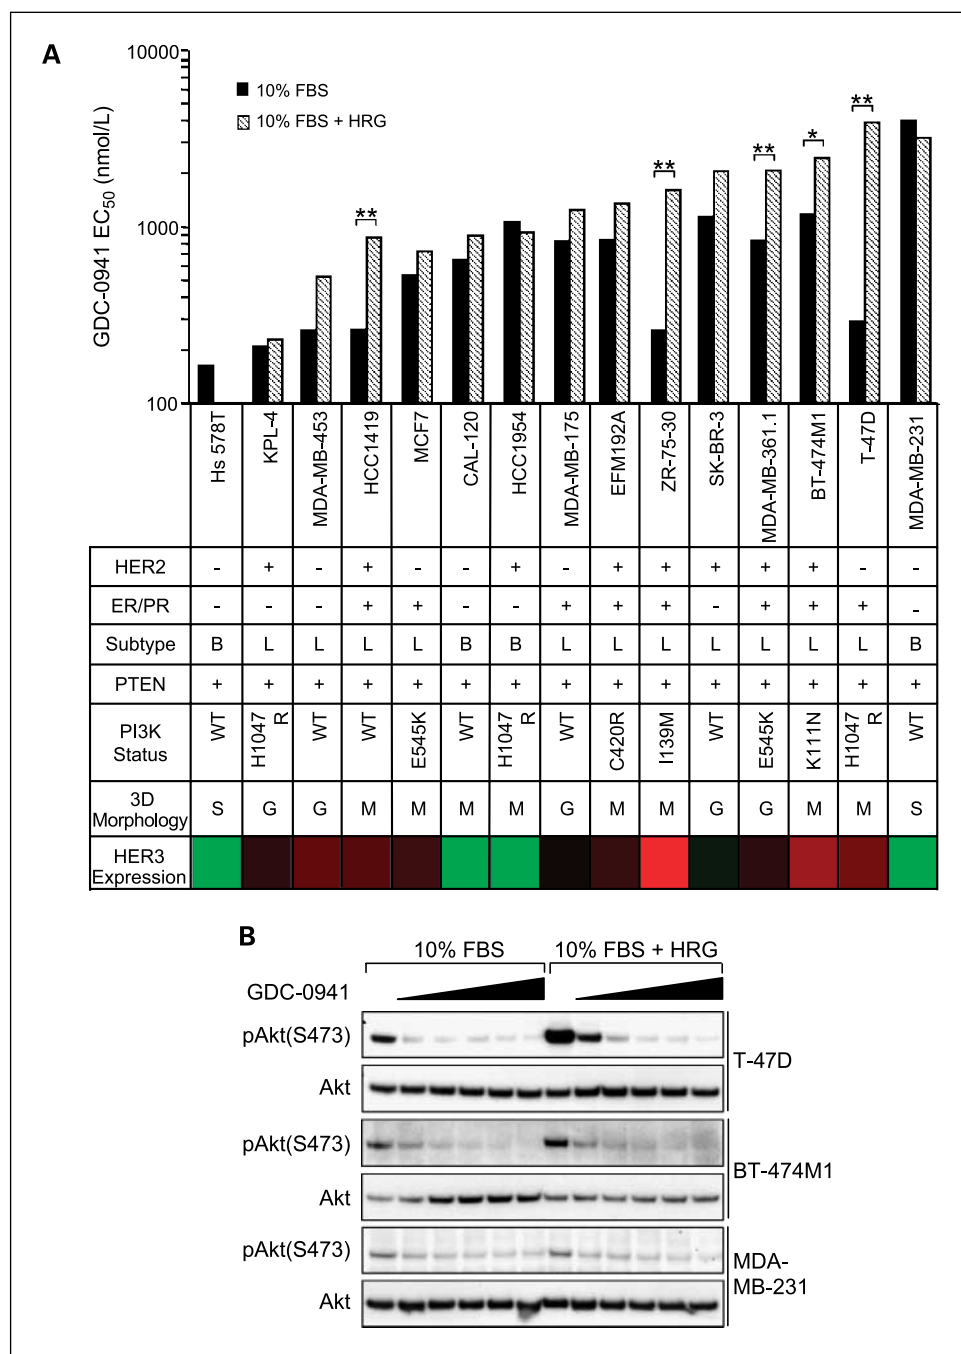 A
10000
1000
100
GDC-0941 EC50 (nmol/L)
10% FBS
10% FBS + HRG
**
**
**
*
**
Hs 578T
KPL-4
MDA-MB-453
HCC1419
MCF7
CAL-120
HCC1954
MDA-MB-175
EFM192A
ZR-75-30
SK-BR-3
MDA-MB-361.1
BT-474M1
T-47D
MDA-MB-231
HER2 - + - + - - + - + + + + + - -
ER/PR - - - + + - - + + + - + + + -
Subtype B L L L L B B L L L L L L L B
PTEN + + + + + + + + + + + + + + +
PI3K Status WT H1047R WT WT E545K WT H1047R WT C420R I139M WT E545K K111N H1047R WT
3D Morphology S G G M M M M G M M G G M M S
HER3 Expression
B
10% FBS 10% FBS + HRG
GDC-0941
pAkt(S473)
Akt
T-47D
pAkt(S473)
Akt
BT-474M1
pAkt(S473)
Akt
MDA-
MB-231